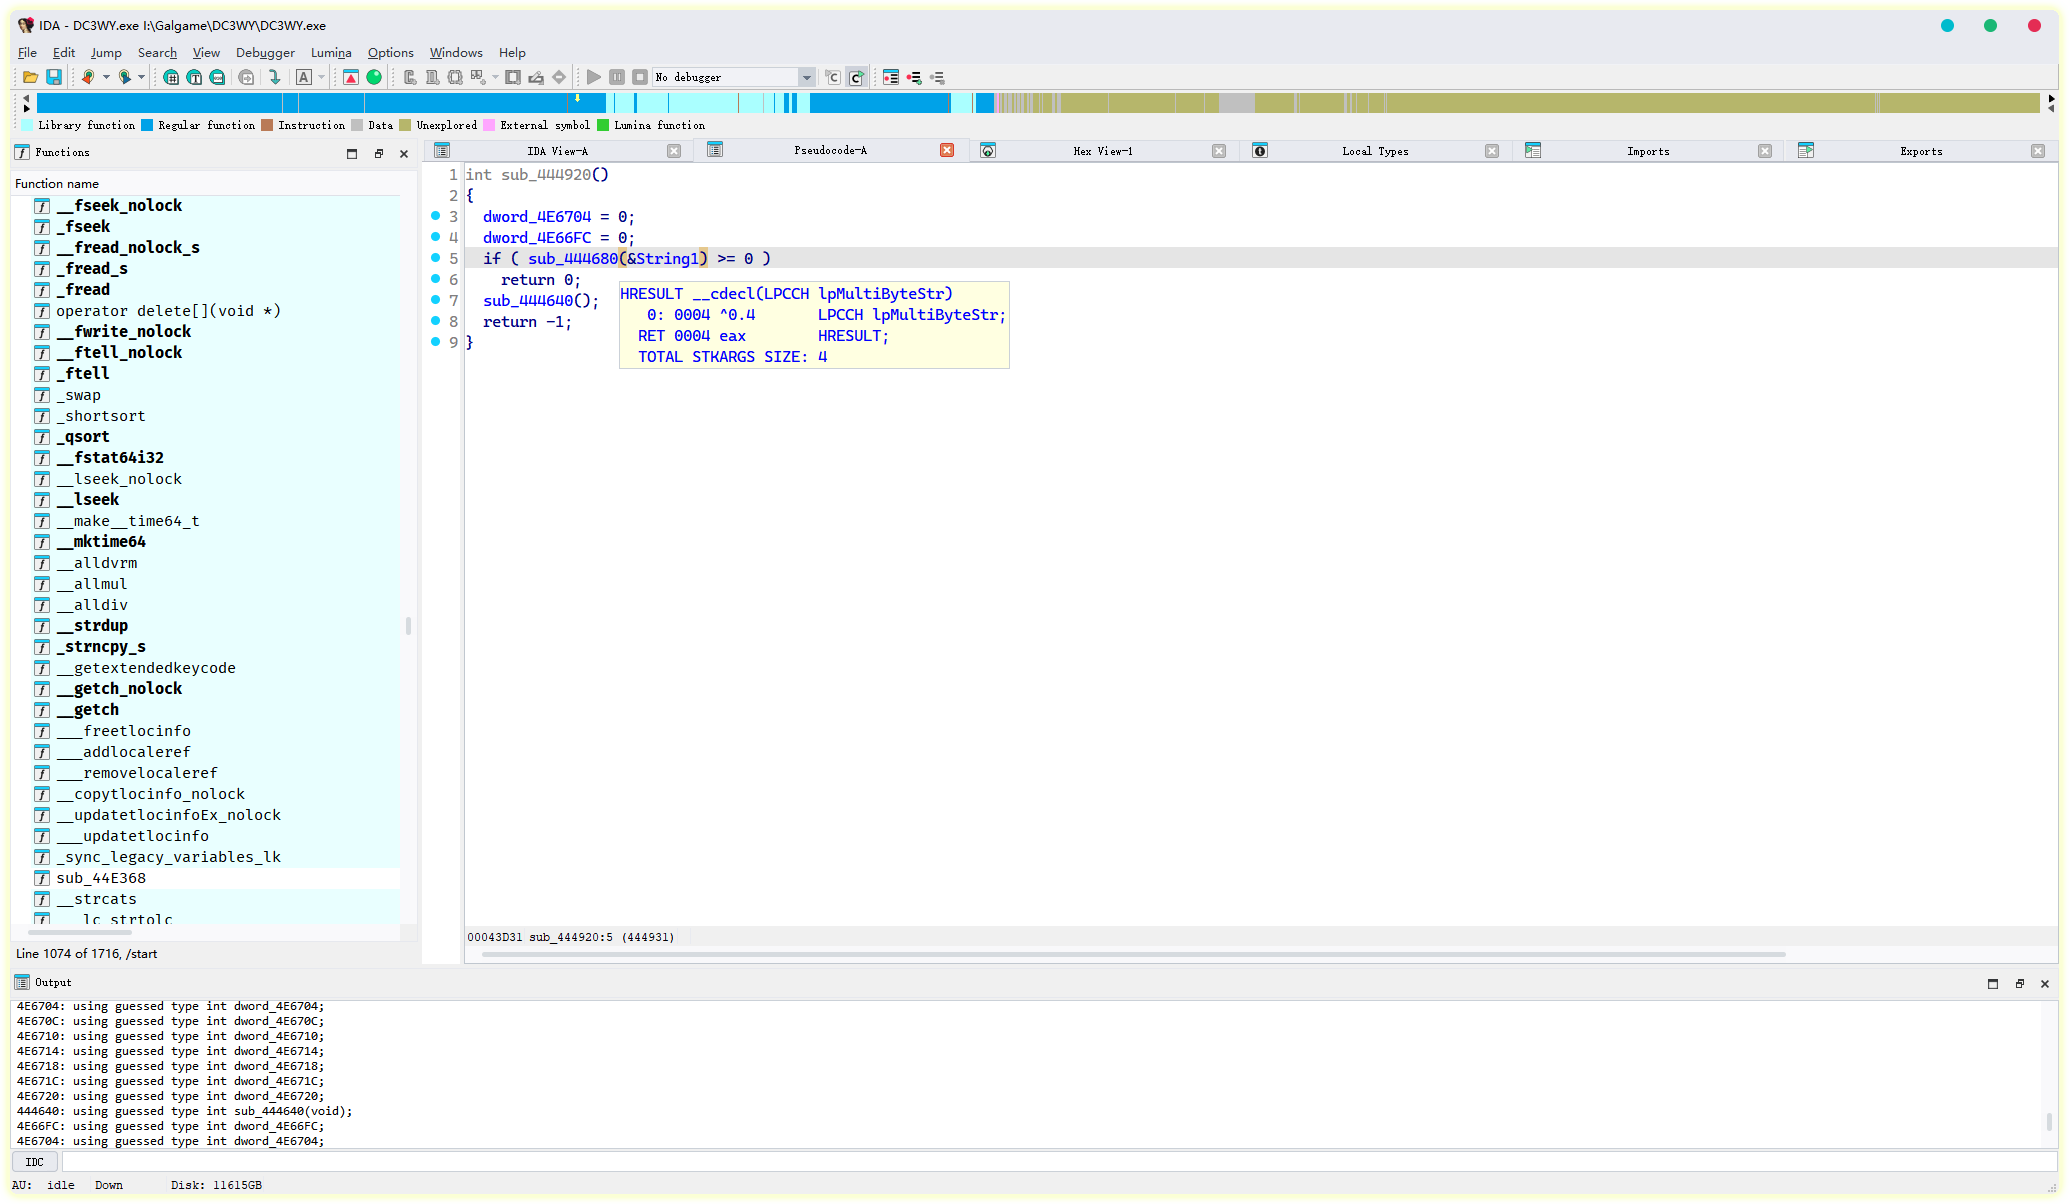 IDA - DC3WY.exe I:\Galgame\DC3WY\DC3WY.exe
File Edit Jump Search View Debugger Lumina Options Windows Help
No debugger
Library function Regular function Instruction Data Unexplored External symbol Lumina function
Functions
Function name
__fseek_nolock
_fseek
__fread_nolock_s
_fread_s
_fread
operator delete[](void *)
__fwrite_nolock
__ftell_nolock
_ftell
_swap
_shortsort
_qsort
__fstat64i32
__lseek_nolock
__lseek
__make__time64_t
__mktime64
__alldvrm
__allmul
__alldiv
__strdup
_strncpy_s
__getextendedkeycode
__getch_nolock
__getch
___freetlocinfo
___addlocaleref
___removelocaleref
__copytlocinfo_nolock
__updatetlocinfoEx_nolock
___updatetlocinfo
_sync_legacy_variables_lk
sub_44E368
__strcats
___lc_strtolc
Line 1074 of 1716, /start
IDA View-A Pseudocode-A Hex View-1 Local Types Imports Exports
1 int sub_444920()
2 {
3 dword_4E6704 = 0;
4 dword_4E66FC = 0;
5 if ( sub_444680(&String1) >= 0 )
6 return 0;
7 sub_444640();
8 return -1;
9 }
HRESULT __cdecl(LPCCH lpMultiByteStr)
0: 0004 ^0.4 LPCCH lpMultiByteStr;
RET 0004 eax HRESULT;
TOTAL STKARGS SIZE: 4
00043D31 sub_444920:5 (444931)
Output
4E6704: using guessed type int dword_4E6704;
4E670C: using guessed type int dword_4E670C;
4E6710: using guessed type int dword_4E6710;
4E6714: using guessed type int dword_4E6714;
4E6718: using guessed type int dword_4E6718;
4E671C: using guessed type int dword_4E671C;
4E6720: using guessed type int dword_4E6720;
444640: using guessed type int sub_444640(void);
4E66FC: using guessed type int dword_4E66FC;
4E6704: using guessed type int dword_4E6704;
IDC
AU: idle Down Disk: 11615GB